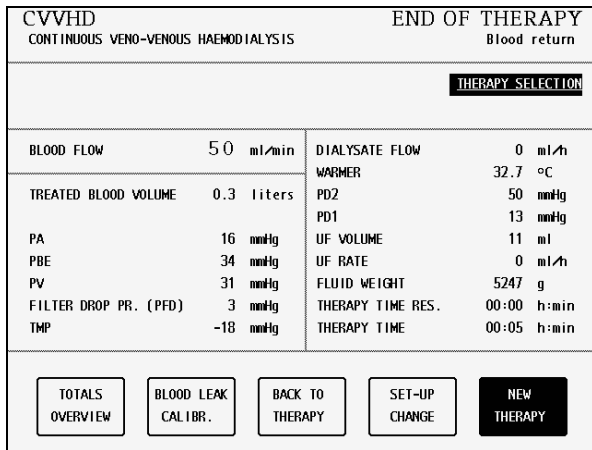 CVVHD
END OF THERAPY
CONTINUOUS VENO-VENOUS HAEMODIALYSIS
Blood return
THERAPY SELECTION
BLOOD FLOW 50 ml/min
TREATED BLOOD VOLUME 0.3 liters
PA 16 mmHg
PBE 34 mmHg
PV 31 mmHg
FILTER DROP PR. (PFD) 3 mmHg
TMP -18 mmHg
DIALYSATE FLOW 0 ml/h
WARMER 32.7 °C
PD2 50 mmHg
PD1 13 mmHg
UF VOLUME 11 ml
UF RATE 0 ml/h
FLUID WEIGHT 5247 g
THERAPY TIME RES. 00:00 h:min
THERAPY TIME 00:05 h:min
TOTALS
OVERVIEW
BLOOD LEAK
CALIBR.
BACK TO
THERAPY
SET-UP
CHANGE
NEW
THERAPY